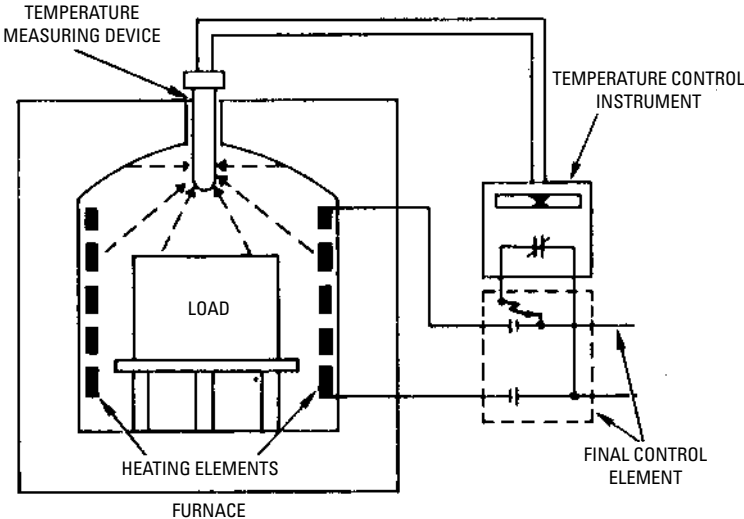 TEMPERATURE
MEASURING DEVICE
TEMPERATURE CONTROL
INSTRUMENT
LOAD
HEATING ELEMENTS
FINAL CONTROL
ELEMENT
FURNACE